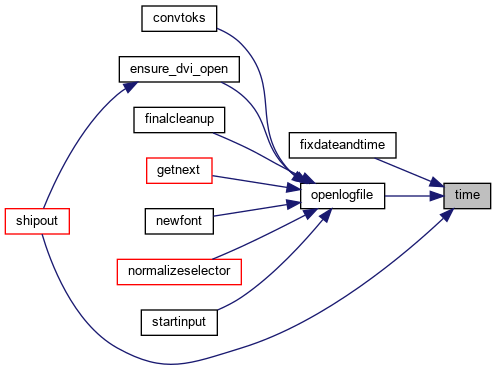 convtoks
ensure_dvi_open
finalcleanup
fixdateandtime
getnext
openlogfile
time
shipout
newfont
normalizeselector
startinput